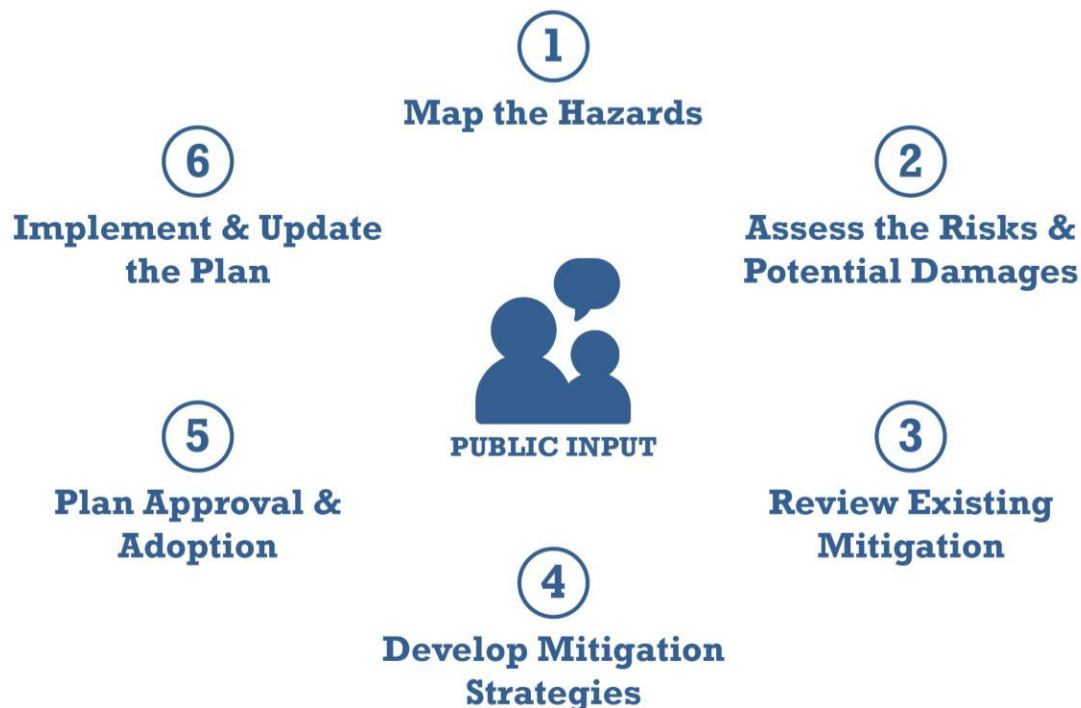 1
Map the Hazards
2
Assess the Risks &
Potential Damages
3
Review Existing
Mitigation
4
Develop Mitigation
Strategies
5
Plan Approval &
Adoption
6
Implement & Update
the Plan
PUBLIC INPUT